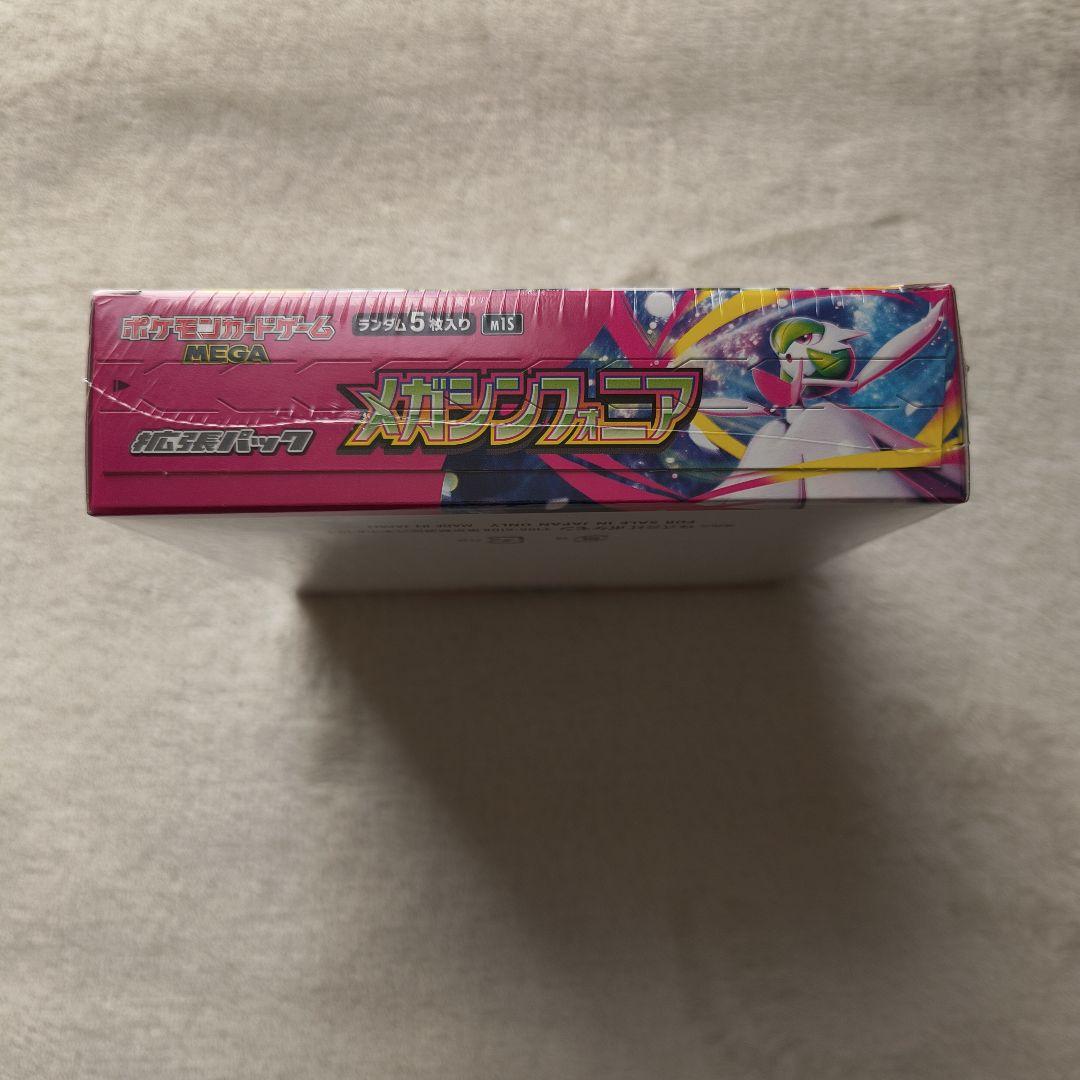 ポケモンカードゲーム
MEGA
ランダム5枚入り
m1S
メガシンフォニア
拡張パック
FOR SALE IN JAPAN ONLY
MADE IN JAPAN